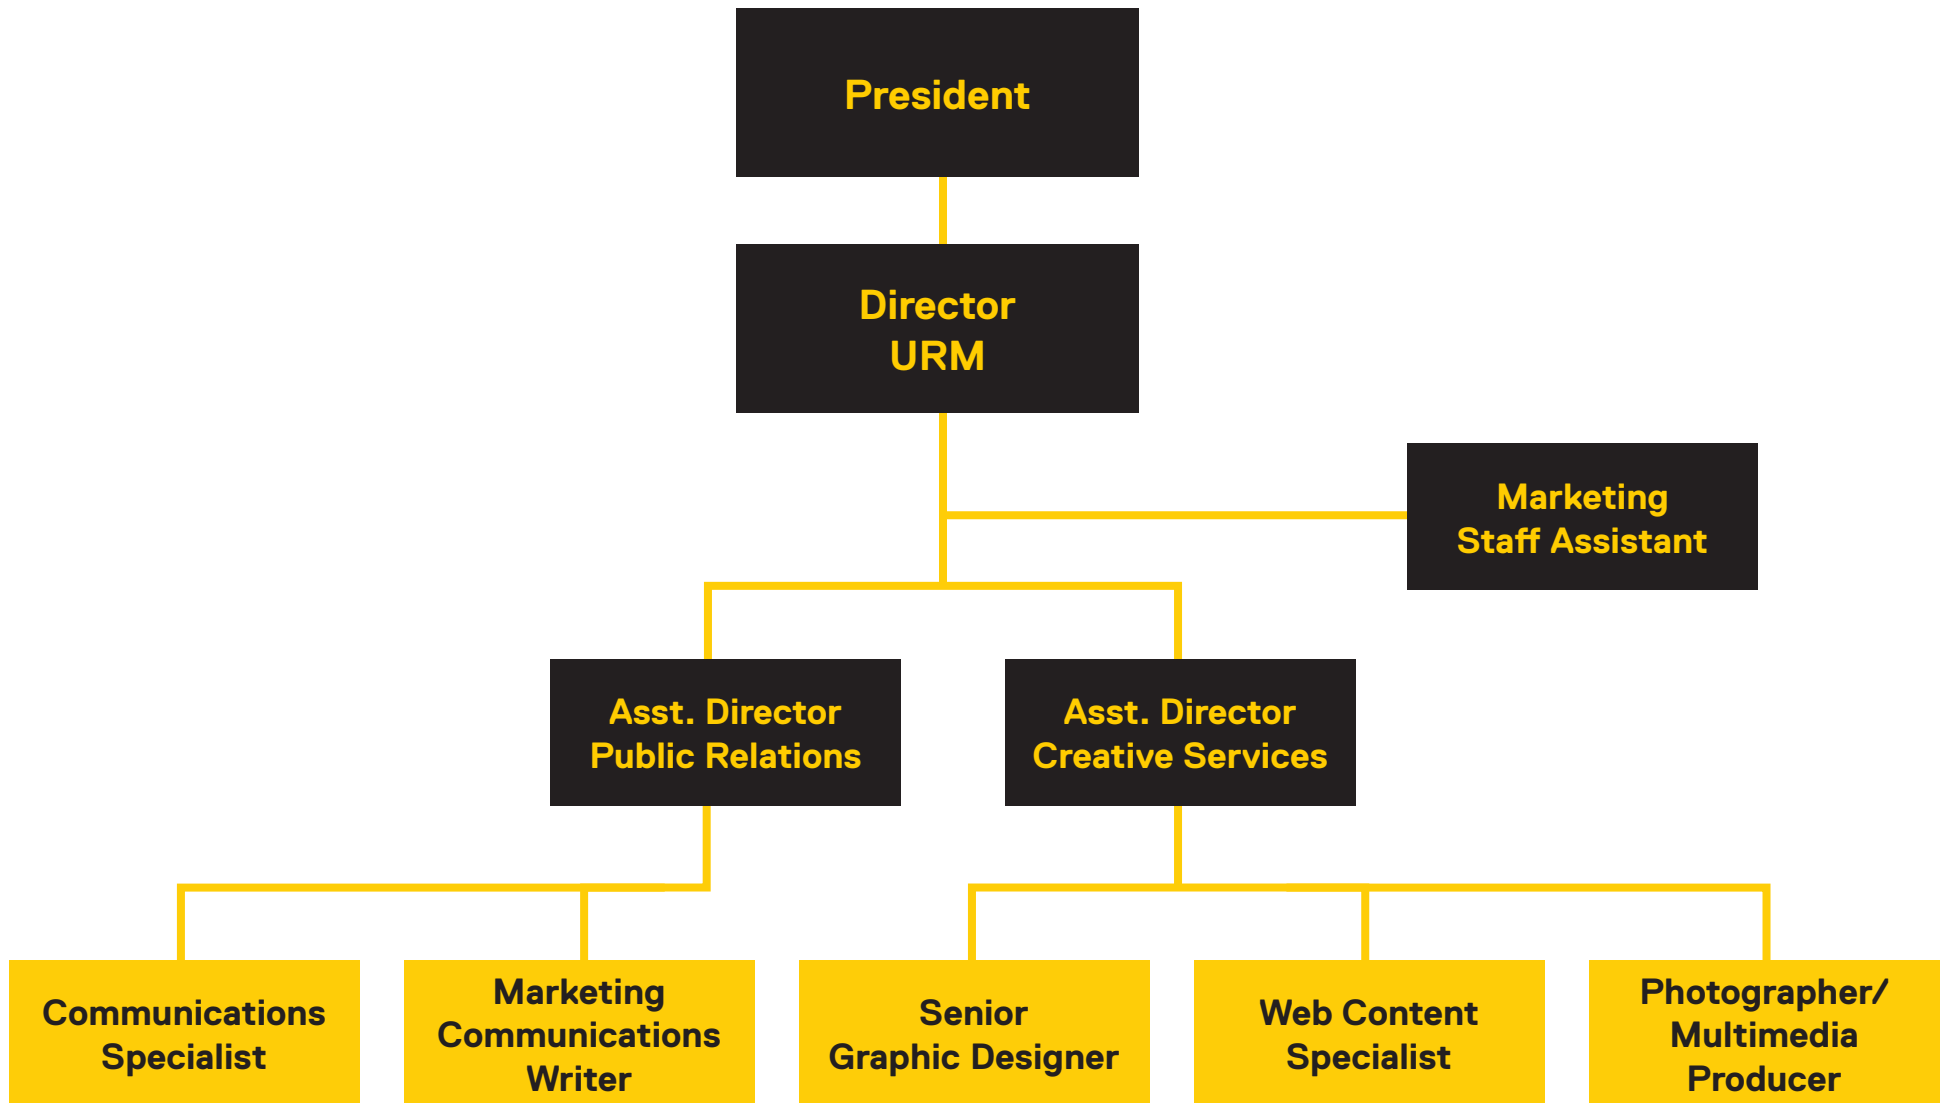 President
Director
URM
Marketing
Staff Assistant
Asst. Director
Public Relations
Asst. Director
Creative Services
Communications
Specialist
Marketing
Communications
Writer
Senior
Graphic Designer
Web Content
Specialist
Photographer/
Multimedia
Producer